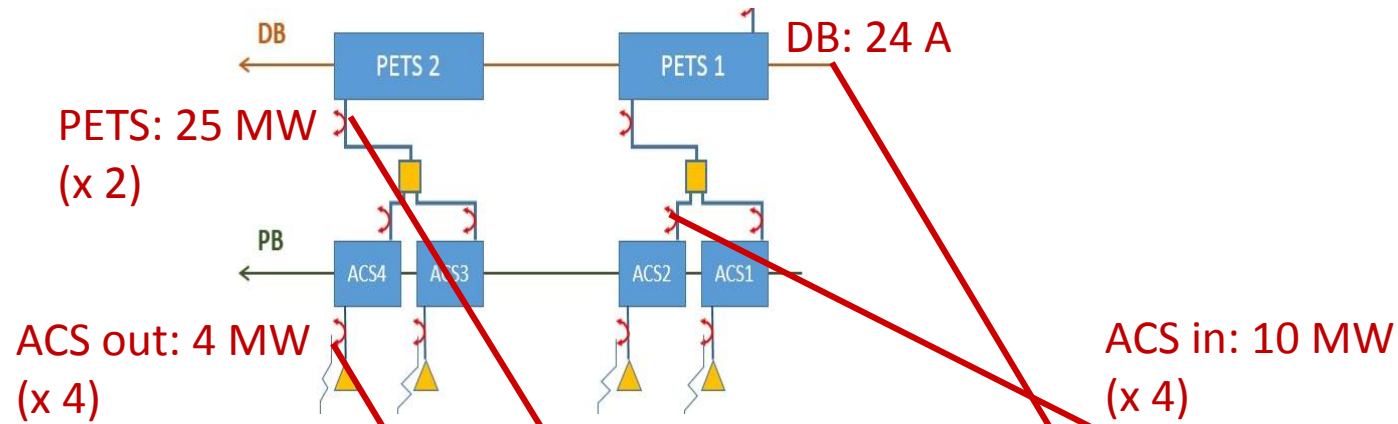 DB
DB: 24 A
PETS 2
PETS 1
PETS: 25 MW
(x 2)
PB
ACS4
ACS3
ACS2
ACS1
ACS out: 4 MW
(x 4)
ACS in: 10 MW
(x 4)